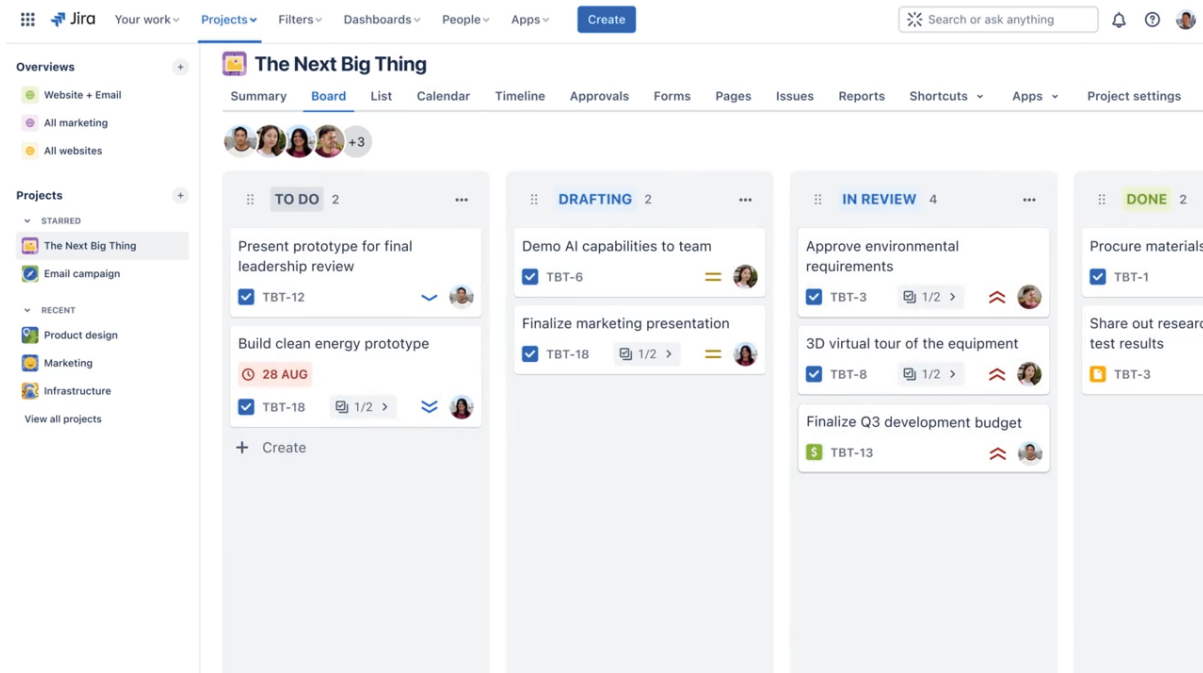 Jira
Your work
Projects
Filters
Dashboards
People
Apps
Create
Search or ask anything
Overviews
Website + Email
All marketing
All websites
Projects
STARRED
The Next Big Thing
Email campaign
RECENT
Product design
Marketing
Infrastructure
View all projects
The Next Big Thing
Summary
Board
List
Calendar
Timeline
Approvals
Forms
Pages
Issues
Reports
Shortcuts
Apps
Project settings
+3
TO DO 2
Present prototype for final
leadership review
TBT-12
Build clean energy prototype
28 AUG
TBT-18 1/2
+ Create
DRAFTING 2
Demo AI capabilities to team
TBT-6
Finalize marketing presentation
TBT-18 1/2
IN REVIEW 4
Approve environmental
requirements
TBT-3 1/2
3D virtual tour of the equipment
TBT-8 1/2
Finalize Q3 development budget
$ TBT-13
DONE 2
Procure materials
TBT-1
Share out researc
test results
TBT-3